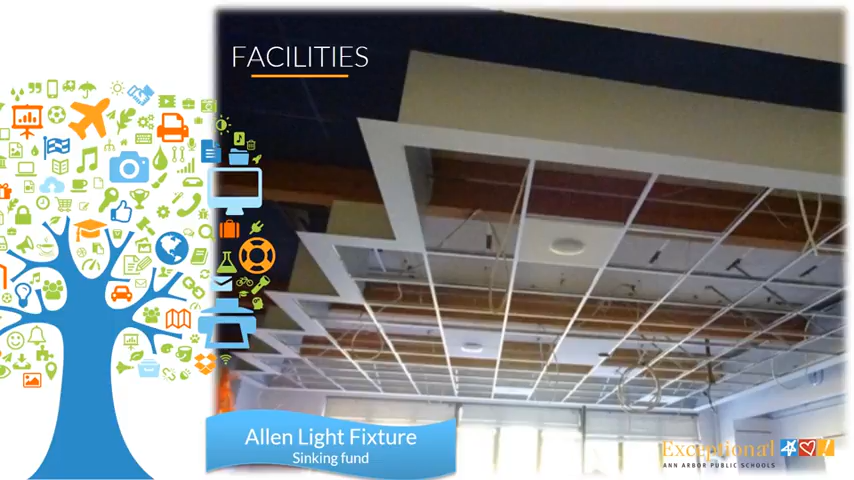 FACILITIES
Allen Light Fixture
Sinking fund
Exceptional
ANN ARBOR PUBLIC SCHOOLS